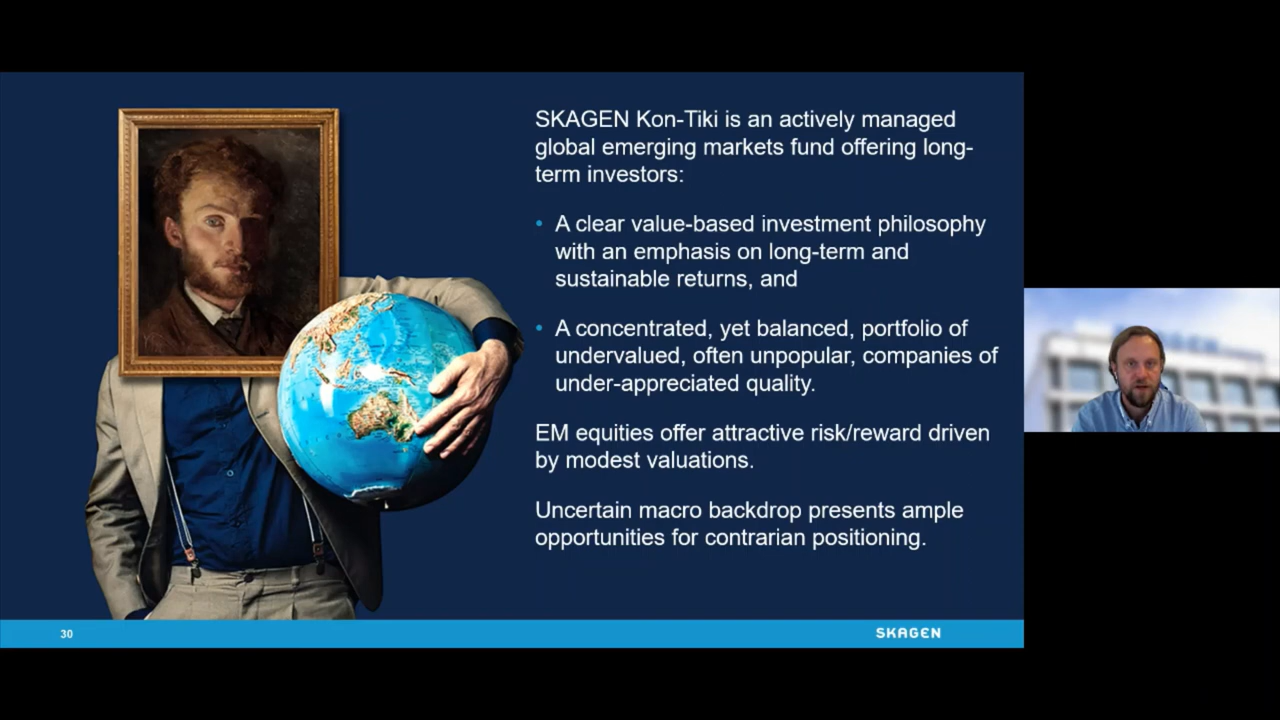 SKAGEN Kon-Tiki is an actively managed
global emerging markets fund offering long-
term investors:
• A clear value-based investment philosophy
with an emphasis on long-term and
sustainable returns, and
• A concentrated, yet balanced, portfolio of
undervalued, often unpopular, companies of
under-appreciated quality.
EM equities offer attractive risk/reward driven
by modest valuations.
Uncertain macro backdrop presents ample
opportunities for contrarian positioning.
30
SKAGEN